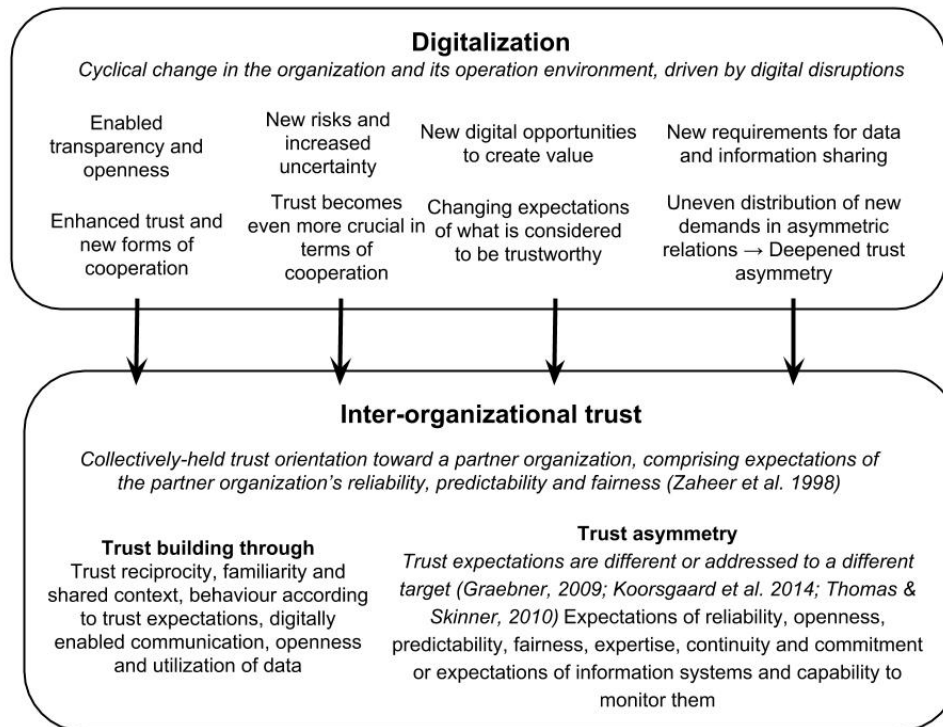 Digitalization
Cyclical change in the organization and its operation environment, driven by digital disruptions
Enabled
transparency and
openness
Enhanced trust and
new forms of
cooperation
New risks and
increased
uncertainty
Trust becomes
even more crucial in
terms of
cooperation
New digital opportunities
to create value
Changing expectations
of what is considered
to be trustworthy
New requirements for data
and information sharing
Uneven distribution of new
demands in asymmetric
relations → Deepened trust
asymmetry
Inter-organizational trust
Collectively-held trust orientation toward a partner organization, comprising expectations of
the partner organization's reliability, predictability and fairness (Zaheer et al. 1998)
Trust building through
Trust reciprocity, familiarity and
shared context, behaviour according
to trust expectations, digitally
enabled communication, openness
and utilization of data
Trust asymmetry
Trust expectations are different or addressed to a different
target (Graebner, 2009; Koorsgaard et al. 2014; Thomas &
Skinner, 2010) Expectations of reliability, openness,
predictability, fairness, expertise, continuity and commitment
or expectations of information systems and capability to
monitor them